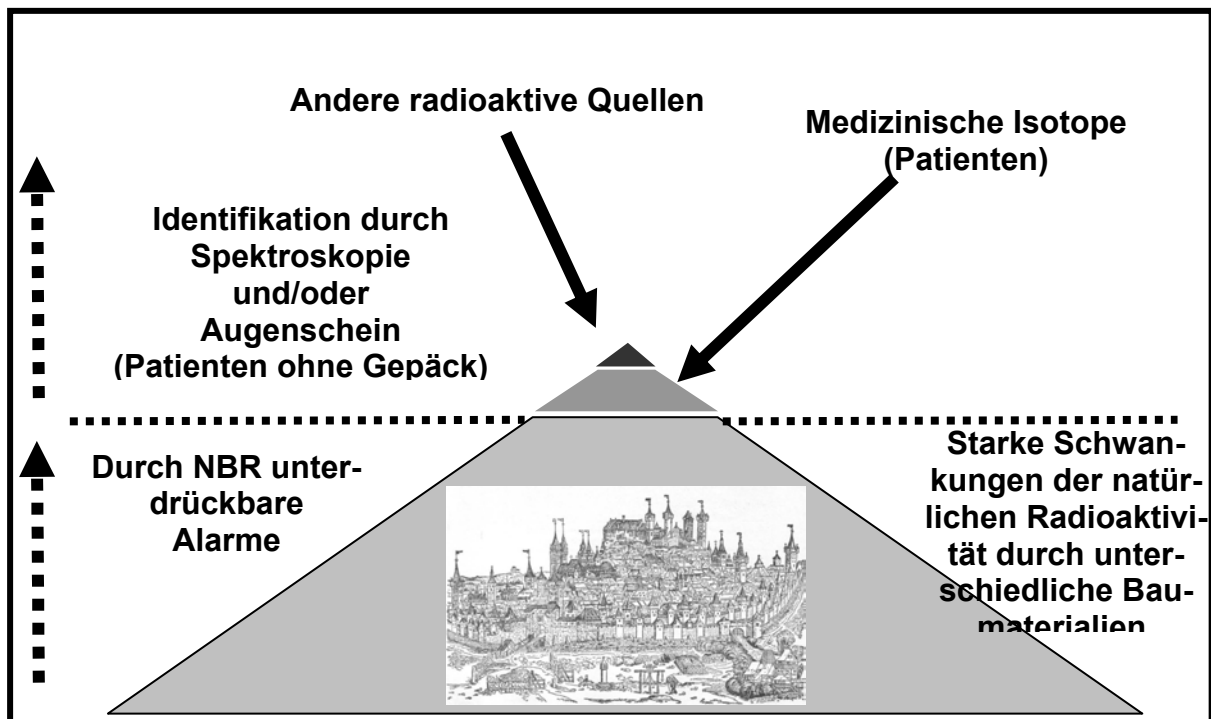 Andere radioaktive Quellen
Medizinische Isotope
(Patienten)
Identifikation durch
Spektroskopie
und/oder
Augenschein
(Patienten ohne Gepäck)
Durch NBR unter-
drückbare
Alarme
Starke Schwan-
kungen der natür-
lichen Radioaktivi-
tät durch unter-
schiedliche Bau-
materialien